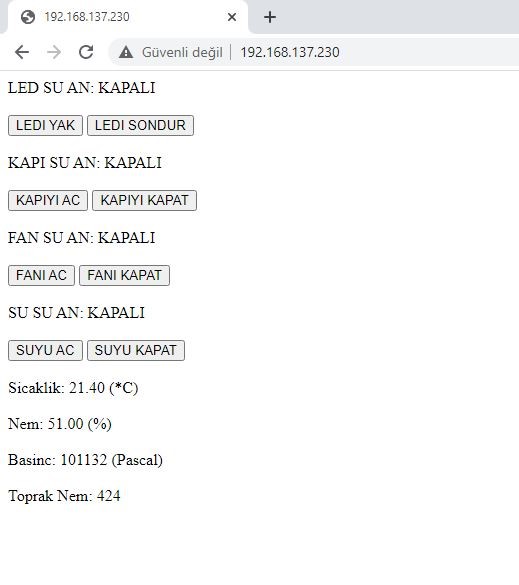 192.168.137.230
Güvenli değil 192.168.137.230
LED SU AN: KAPALI
LEDI YAK LEDI SONDUR
KAPI SU AN: KAPALI
KAPIYI AC KAPIYI KAPAT
FAN SU AN: KAPALI
FANI AC FANI KAPAT
SU SU AN: KAPALI
SUYU AC SUYU KAPAT
Sicaklik: 21.40 (*C)
Nem: 51.00 (%)
Basinc: 101132 (Pascal)
Toprak Nem: 424